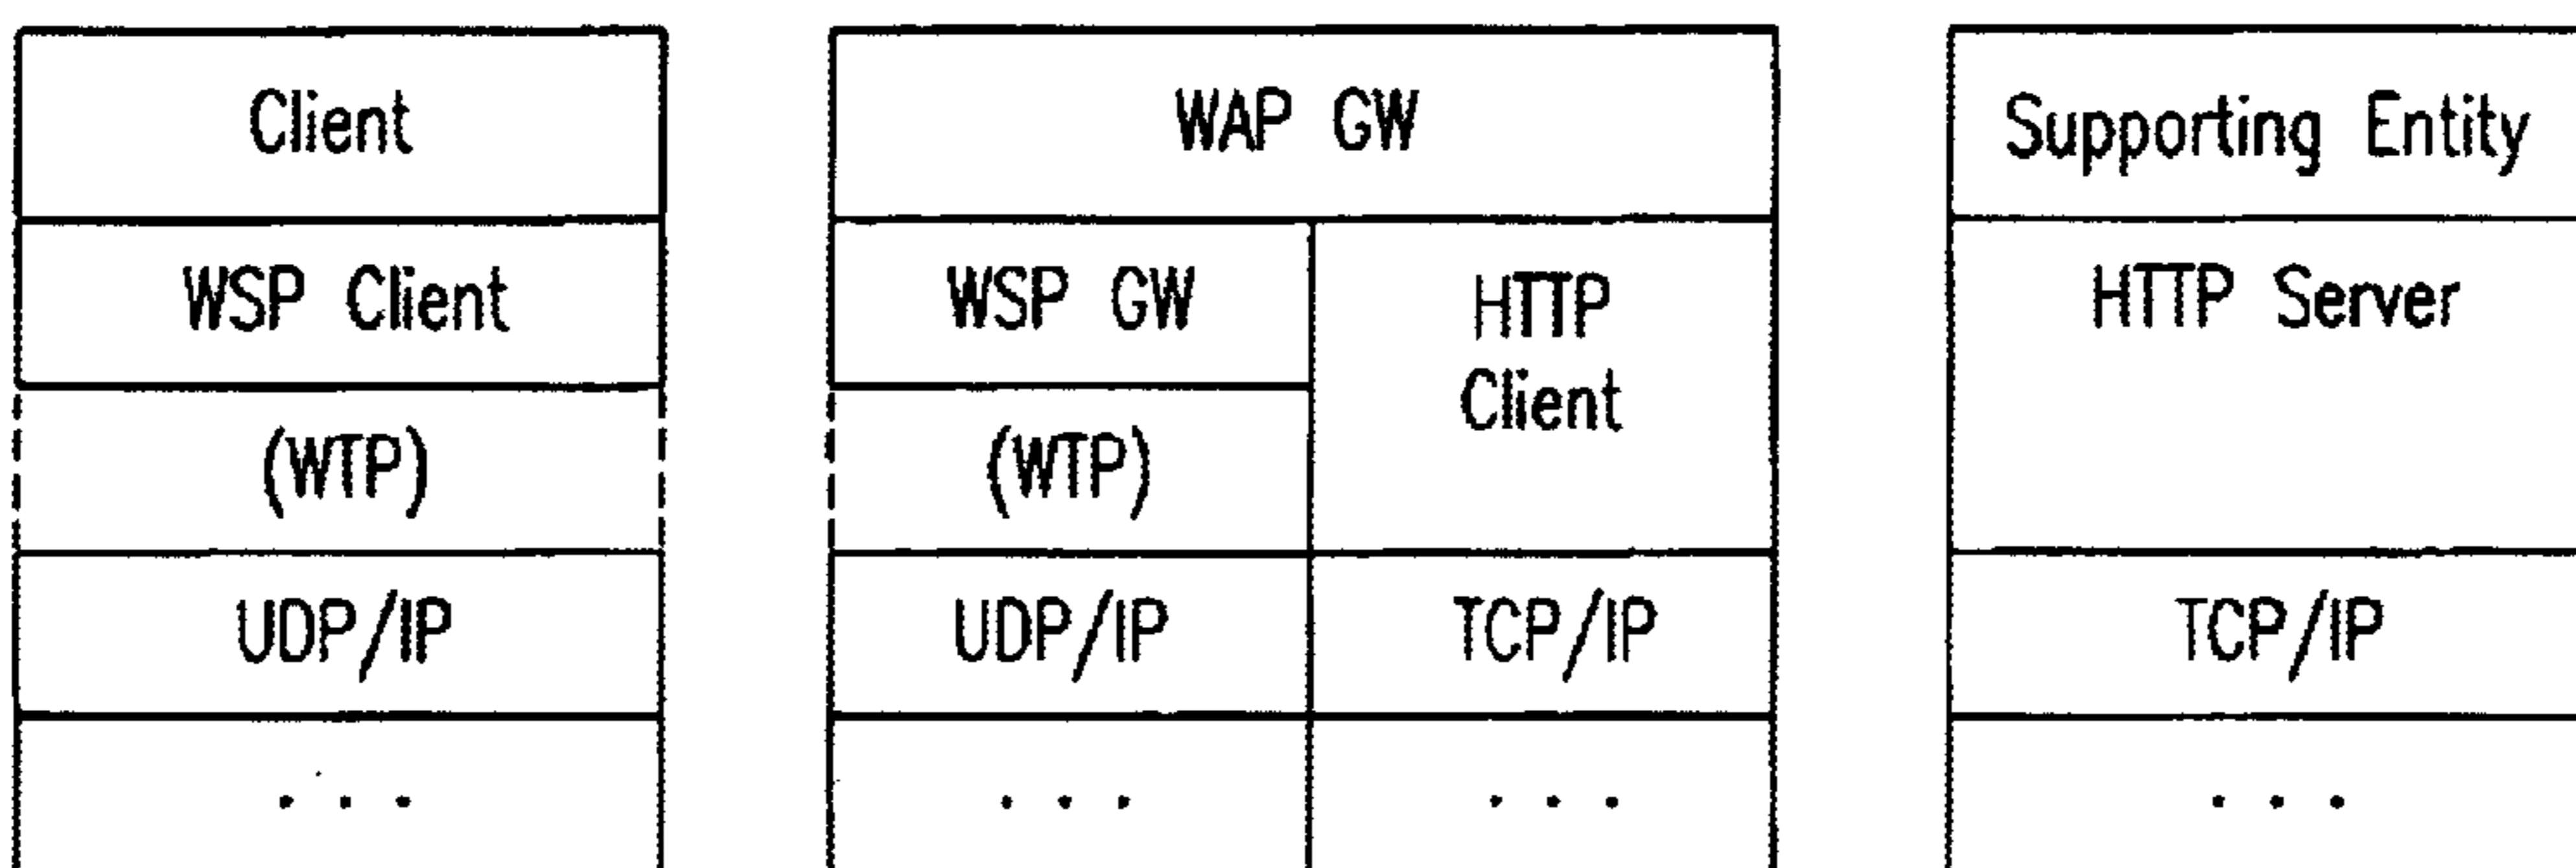 Client
WSP Client
(WTP)
UDP/IP
. . .
WAP GW
WSP GW
(WTP)
UDP/IP
. . .
HTTP
Client
TCP/IP
. . .
Supporting Entity
HTTP Server
TCP/IP
. . .